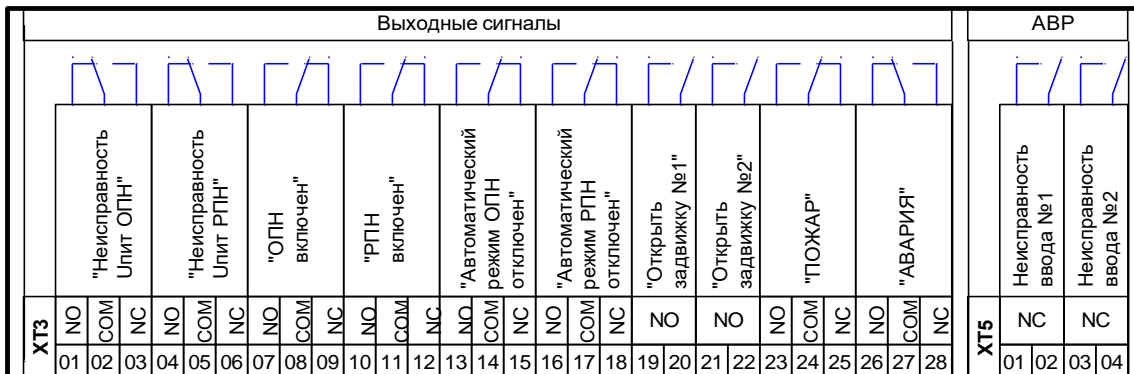 Выходные сигналы
АВР
"Неисправность
Uпит ОПН"
"Неисправность
Uпит РПН"
"ОПН
включен"
"РПН
включен"
"Автоматический
режим ОПН
отключен"
"Автоматический
режим РПН
отключен"
"Открыть
задвижку №1"
"Открыть
задвижку №2"
"ПОЖАР"
"АВАРИЯ"
Неисправность
ввода №1
Неисправность
ввода №2
XT3
NO COM NC NO COM NC NO COM NC NO COM NC NO COM NC NO COM NC NO NO NO COM NC NO COM NC
01 02 03 04 05 06 07 08 09 10 11 12 13 14 15 16 17 18 19 20 21 22 23 24 25 26 27 28
XT5
NC NC
01 02 03 04